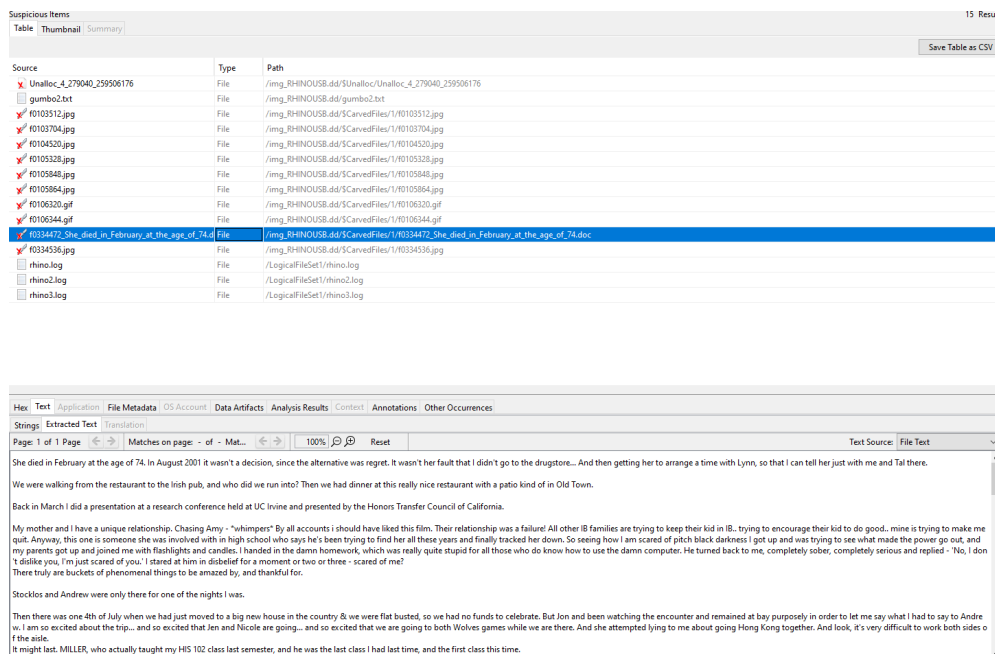 Suspicious Items 15 Resu
Table Thumbnail Summary
Save Table as CSV
Source Type Path
Unalloc_4_279040_259506176 File /img_RHINOUSB.dd/$Unalloc/Unalloc_4_279040_259506176
gumbo2.txt File /img_RHINOUSB.dd/gumbo2.txt
f0103512.jpg File /img_RHINOUSB.dd/$CarvedFiles/1/f0103512.jpg
f0103704.jpg File /img_RHINOUSB.dd/$CarvedFiles/1/f0103704.jpg
f0104520.jpg File /img_RHINOUSB.dd/$CarvedFiles/1/f0104520.jpg
f0105328.jpg File /img_RHINOUSB.dd/$CarvedFiles/1/f0105328.jpg
f0105848.jpg File /img_RHINOUSB.dd/$CarvedFiles/1/f0105848.jpg
f0105864.jpg File /img_RHINOUSB.dd/$CarvedFiles/1/f0105864.jpg
f0106320.gif File /img_RHINOUSB.dd/$CarvedFiles/1/f0106320.gif
f0106344.gif File /img_RHINOUSB.dd/$CarvedFiles/1/f0106344.gif
f0334472_She_died_in_February_at_the_age_of_74.d File /img_RHINOUSB.dd/$CarvedFiles/1/f0334472_She_died_in_February_at_the_age_of_74.doc
f0334536.jpg File /img_RHINOUSB.dd/$CarvedFiles/1/f0334536.jpg
rhino.log File /LogicalFileSet1/rhino.log
rhino2.log File /LogicalFileSet1/rhino2.log
rhino3.log File /LogicalFileSet1/rhino3.log
Hex Text Application File Metadata OS Account Data Artifacts Analysis Results Context Annotations Other Occurrences
Strings Extracted Text Translation
Page: 1 of 1 Page Matches on page: - of - Mat... 100% Reset Text Source: File Text
She died in February at the age of 74. In August 2001 it wasn't a decision, since the alternative was regret. It wasn't her fault that I didn't go to the drugstore... And then getting her to arrange a time with Lynn, so that I can tell her just with me and Tal there.
We were walking from the restaurant to the Irish pub, and who did we run into? Then we had dinner at this really nice restaurant with a patio kind of in Old Town.
Back in March I did a presentation at a research conference held at UC Irvine and presented by the Honors Transfer Council of California.
My mother and I have a unique relationship. Chasing Amy - *whimpers* By all accounts i should have liked this film. Their relationship was a failure! All other IB families are trying to keep their kid in IB.. trying to encourage their kid to do good.. mine is trying to make me
quit. Anyway, this one is someone she was involved with in high school who says he's been trying to find her all these years and finally tracked her down. So seeing how I am scared of pitch black darkness I got up and was trying to see what made the power go out, and
my parents got up and joined me with flashlights and candles. I handed in the damn homework, which was really quite stupid for all those who do know how to use the damn computer. He turned back to me, completely sober, completely serious and replied - 'No, I don
't dislike you, I'm just scared of you.' I stared at him in disbelief for a moment or two or three - scared of me?
There truly are buckets of phenomenal things to be amazed by, and thankful for.
Stocklos and Andrew were only there for one of the nights I was.
Then there was one 4th of July when we had just moved to a big new house in the country & we were flat busted, so we had no funds to celebrate. But Jon and been watching the encounter and remained at bay purposely in order to let me say what I had to say to Andre
w. I am so excited about the trip... and so excited that Jen and Nicole are going... and so excited that we are going to both Wolves games while we are there. And she attempted lying to me about going Hong Kong together. And look, it's very difficult to work both sides o
f the aisle.
It might last. MILLER, who actually taught my HIS 102 class last semester, and he was the last class I had last time, and the first class this time.